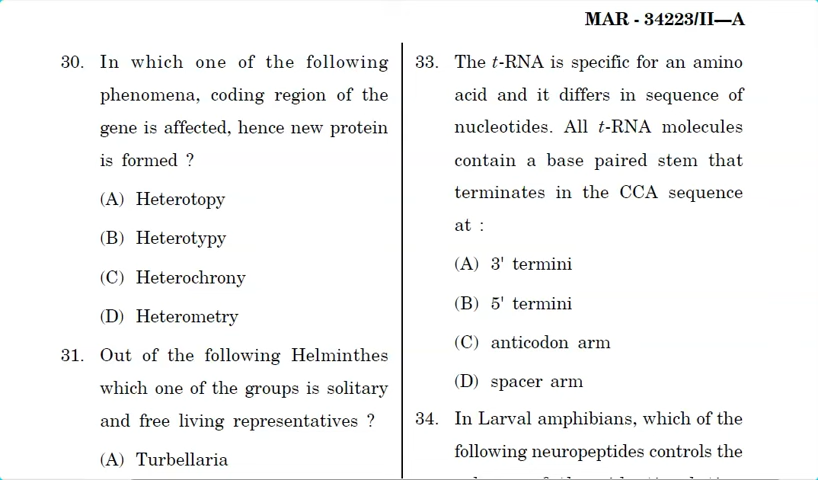 MAR - 34223/II—A
30. In which one of the following
phenomena, coding region of the
gene is affected, hence new protein
is formed ?
(A) Heterotopy
(B) Heterotypy
(C) Heterochrony
(D) Heterometry
31. Out of the following Helminthes
which one of the groups is solitary
and free living representatives ?
(A) Turbellaria
33. The t-RNA is specific for an amino
acid and it differs in sequence of
nucleotides. All t-RNA molecules
contain a base paired stem that
terminates in the CCA sequence
at :
(A) 3' termini
(B) 5' termini
(C) anticodon arm
(D) spacer arm
34. In Larval amphibians, which of the
following neuropeptides controls the